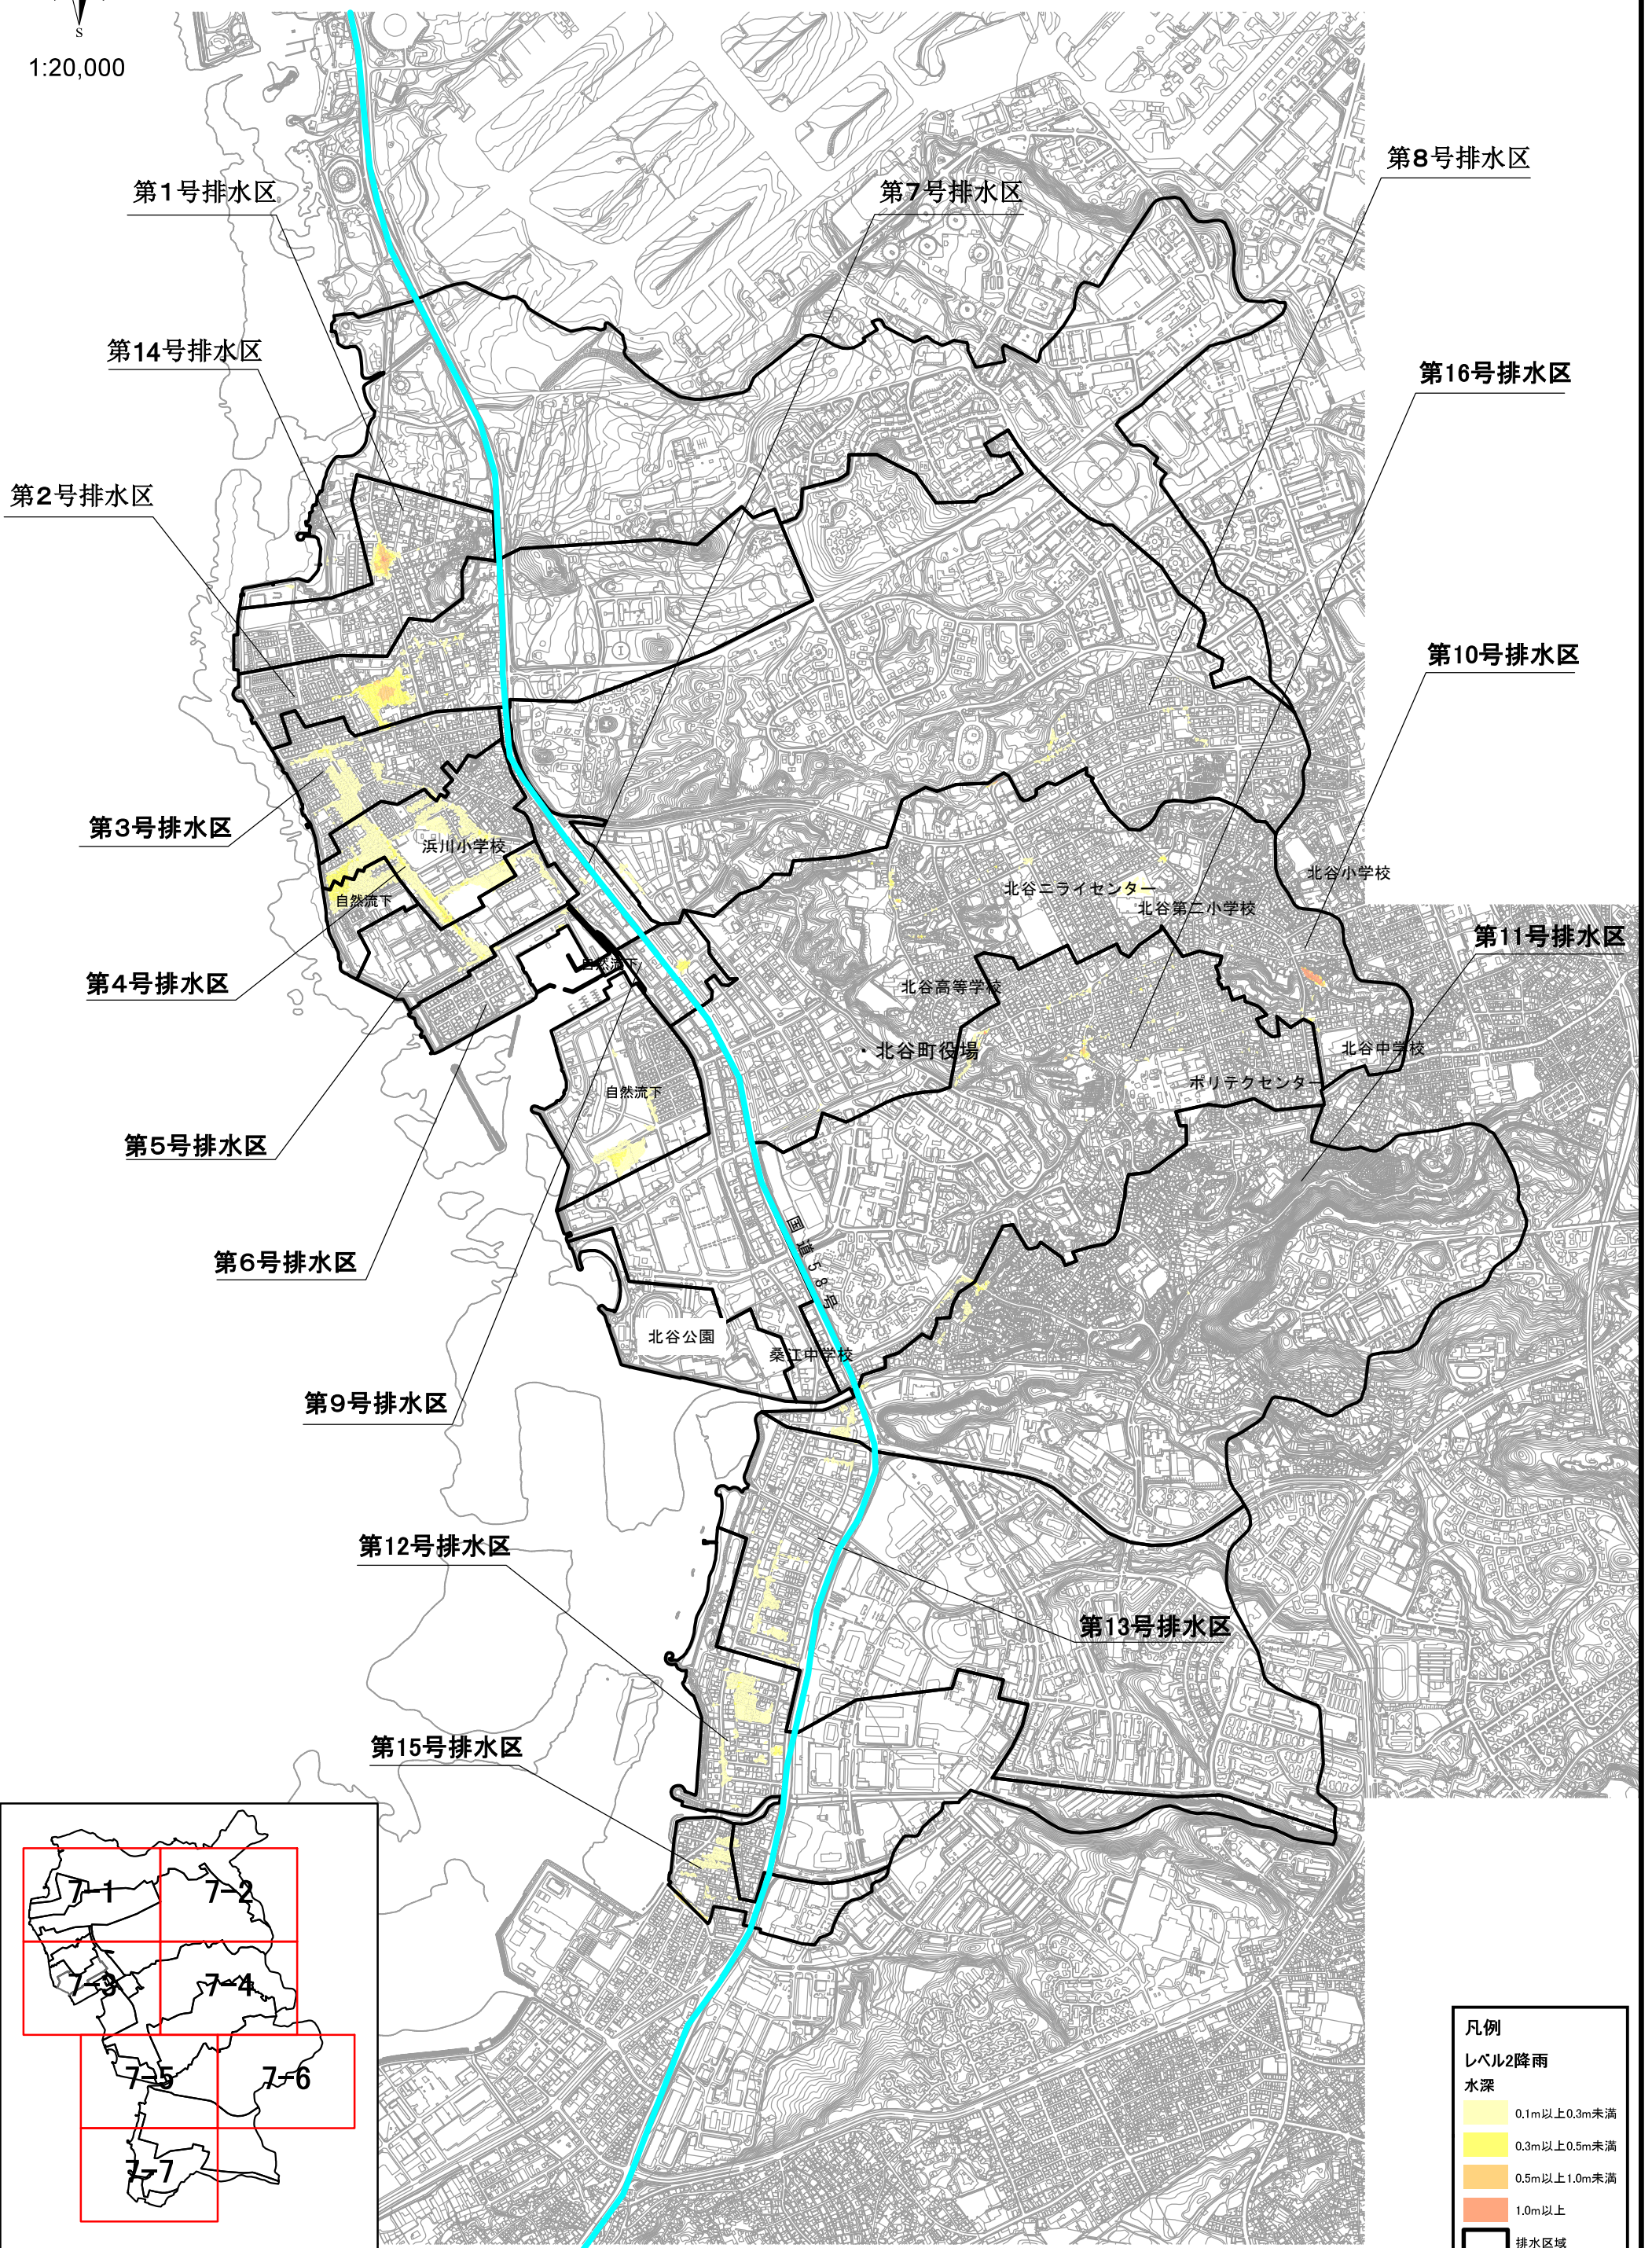 S
1:20,000
第8号排水区
第1号排水区
第7号排水区
第14号排水区
第16号排水区
第2号排水区
第10号排水区
第3号排水区
浜川小学校
北谷小学校
北谷ニライセンター
自然流下
北谷第二小学校
第11号排水区
自然流下
第4号排水区
北谷高等学校
北谷町役場
北谷中学校
ポリテクセンター
自然流下
第5号排水区
国道58号
第6号排水区
北谷公園
桑江中学校
第9号排水区
第12号排水区
第13号排水区
第15号排水区
7-1
7-2
7-3
7-4
7-5
7-6
7-7
凡例
レベル2降雨
水深
0.1m以上0.3m未満
0.3m以上0.5m未満
0.5m以上1.0m未満
1.0m以上
排水区域